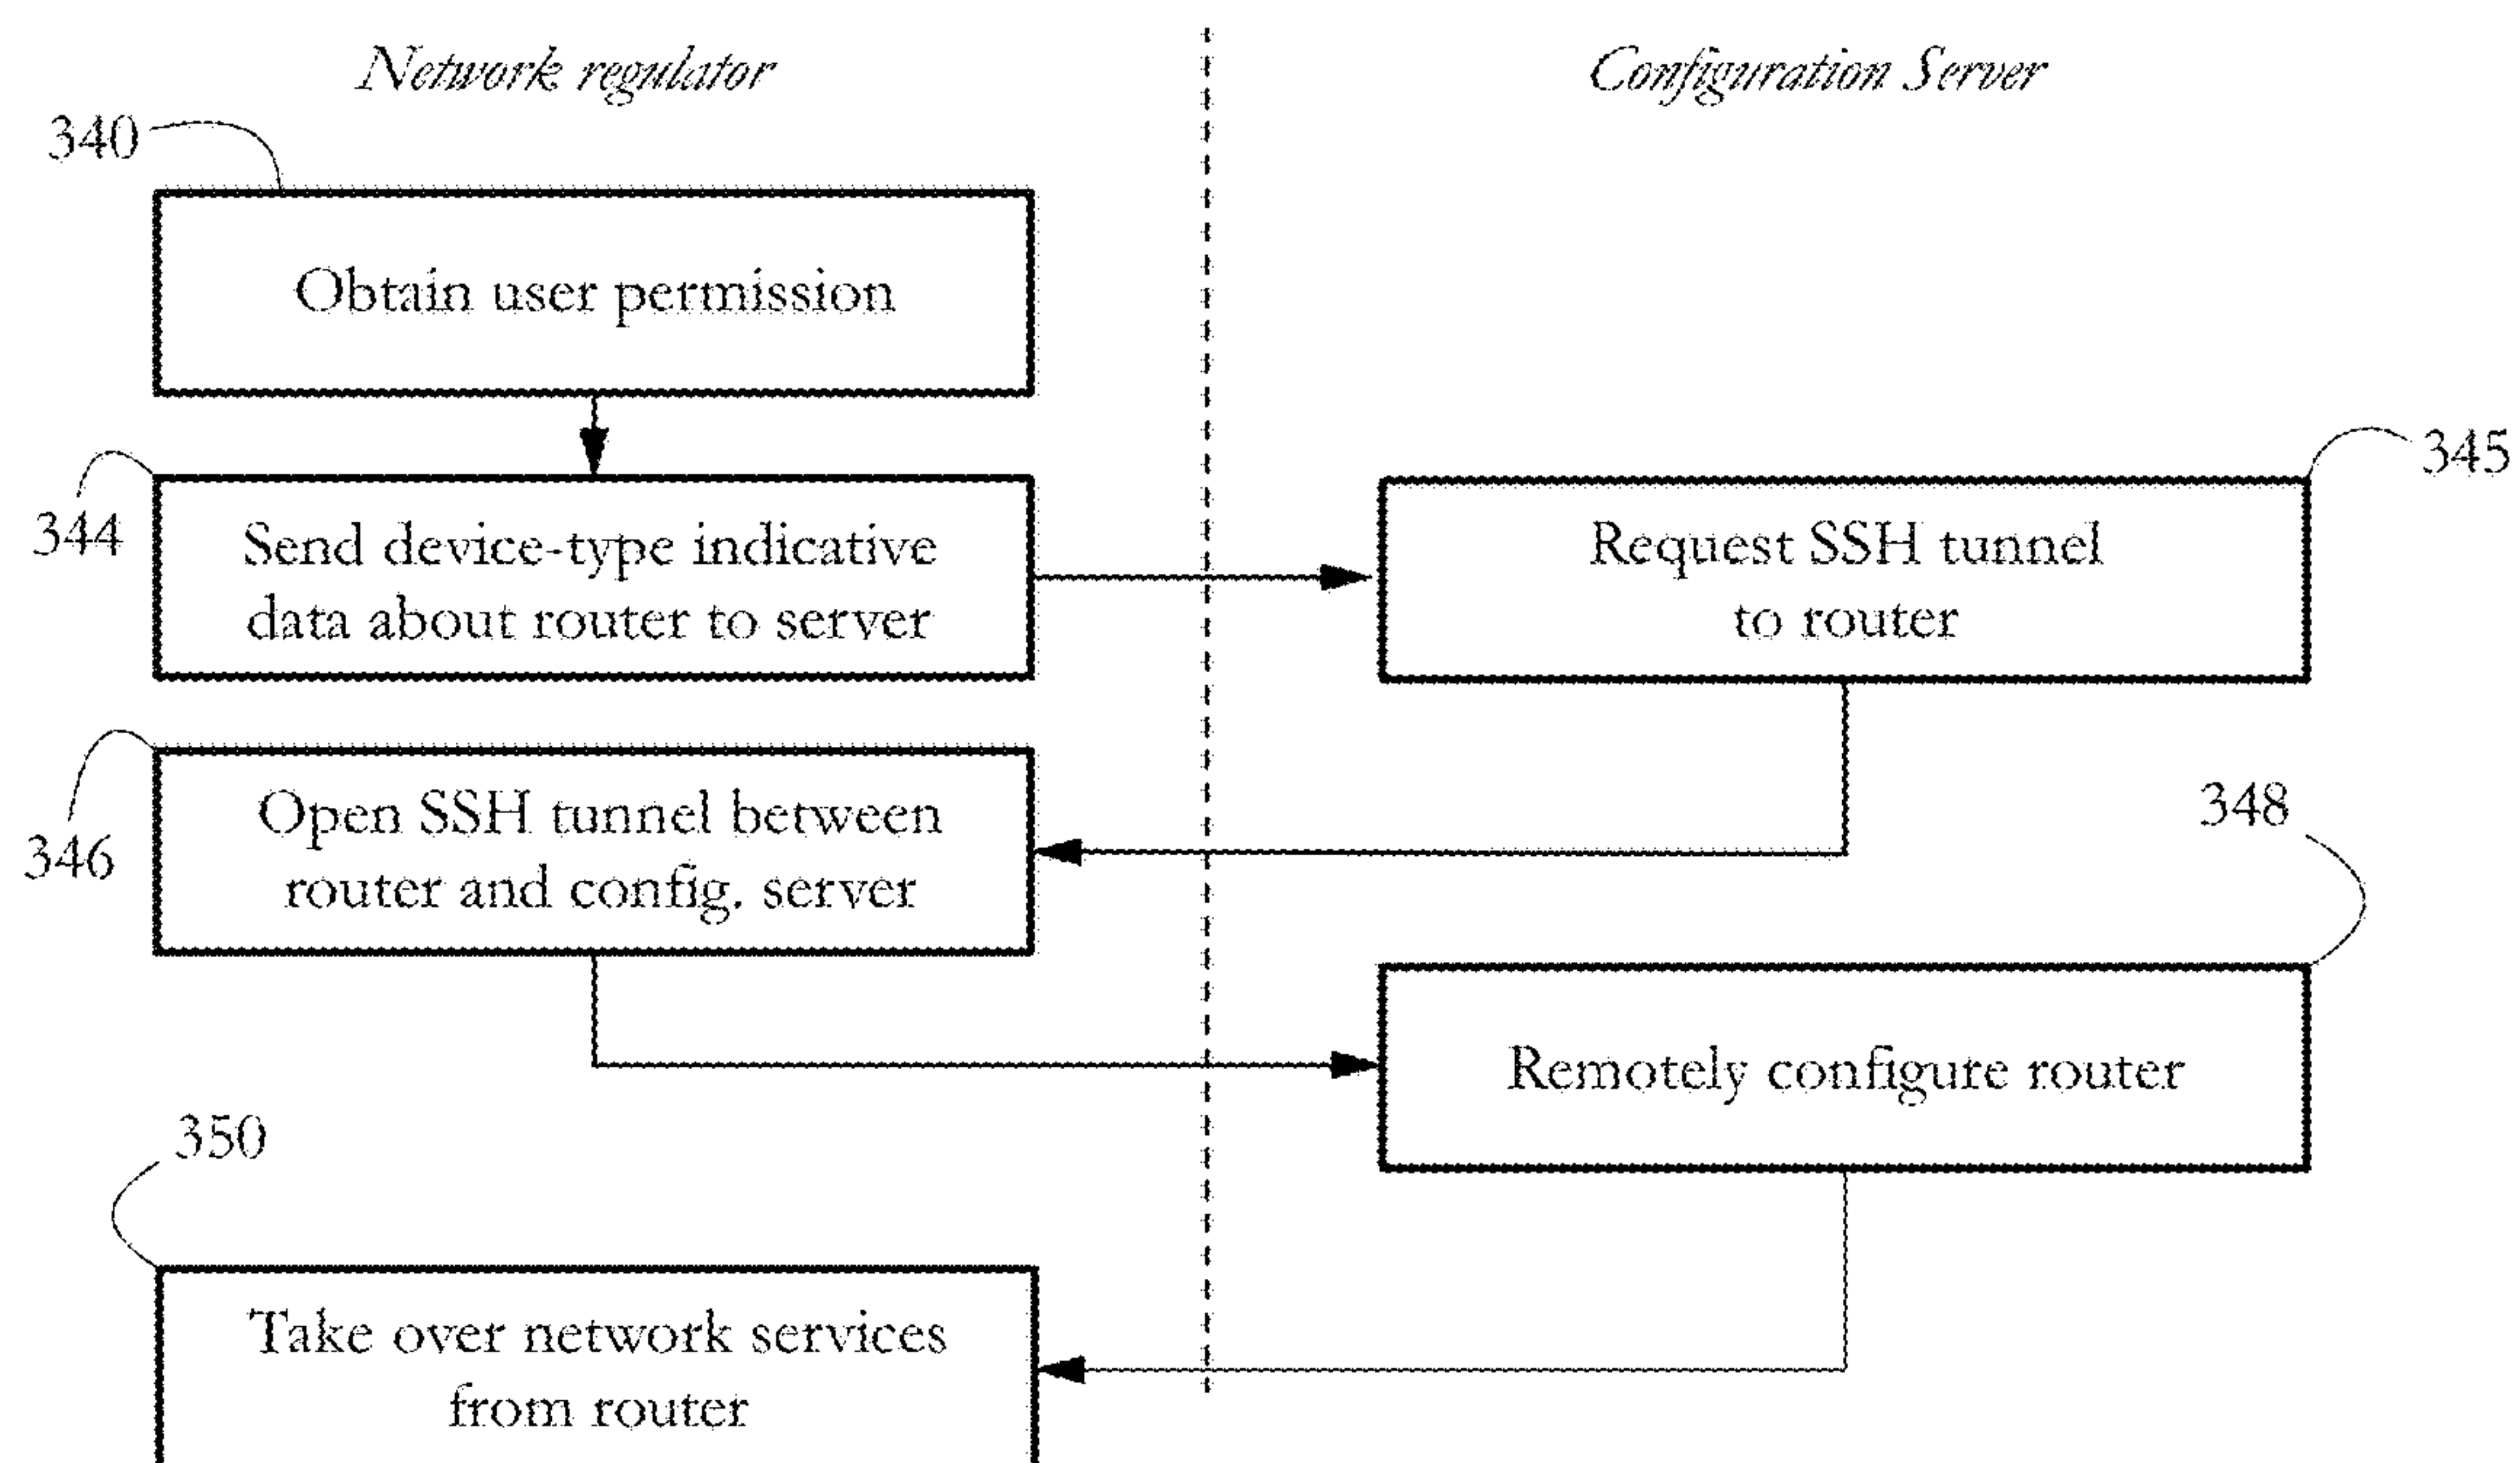 Network regulator
Configuration Server
340
Obtain user permission
345
344
Send device-type indicative
data about router to server
Request SSH tunnel
to router
346
Open SSH tunnel between
router and config. server
348
Remotely configure router
350
Take over network services
from router